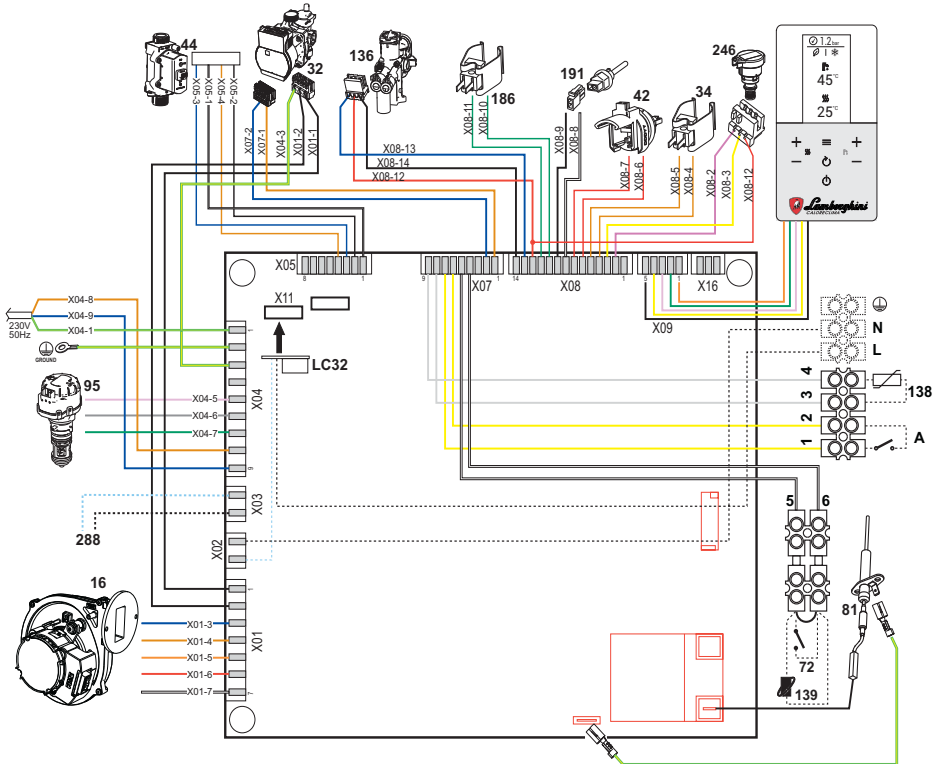 44
32
136
186
191
42
34
246
1.2 bar
45°C
25°C
h
Lamborghini
CALORECLIMA
X05-3
X05-1
X05-4
X05-2
X07-2
X07-1
X04-3
X01-2
X01-1
X08-13
X08-14
X08-12
X08-11
X08-10
X08-9
X08-8
X08-7
X08-6
X08-5
X08-4
X08-2
X08-3
X08-12
X05
8
1
9
X07
1
14
X08
1
5
1
X09
X16
X11
LC32
X04-8
X04-9
X04-1
230V
50Hz
GROUND
95
X04-5
X04-6
X04-7
1
X04
9
X03
288
X02
16
1
X01
7
X01-3
X01-4
X01-5
X01-6
X01-7
N
L
4
3
138
2
1
A
5
6
81
72
139